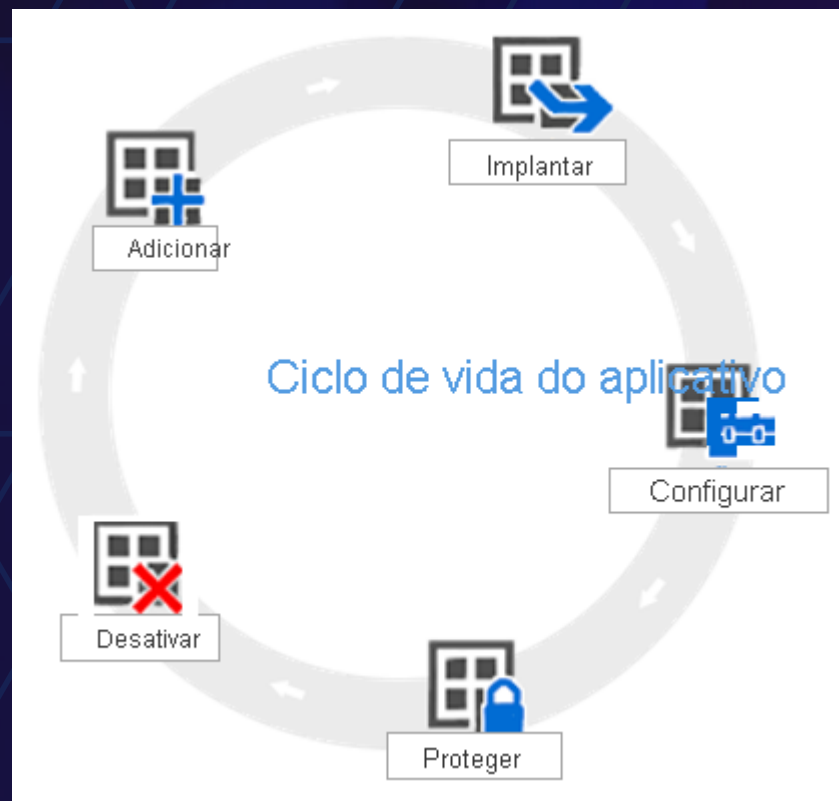 Implantar
Adicionar
Ciclo de vida do aplicativo
Configurar
Desativar
Proteger